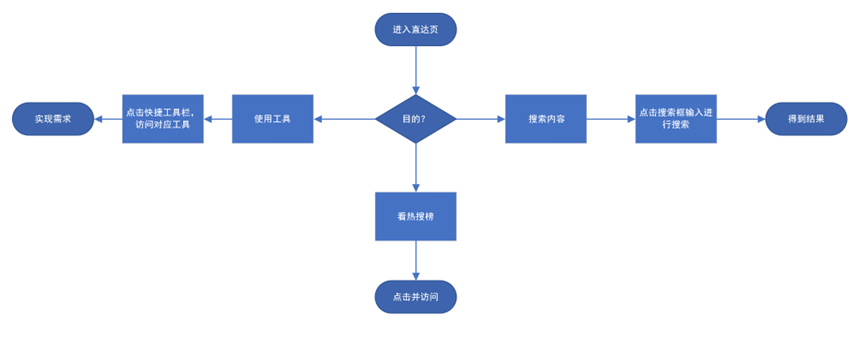 进入直达页
实现需求
点击快捷工具栏,
访问对应工具
使用工具
目的?
搜索内容
点击搜索框输入进
行搜索
得到结果
看热搜榜
点击并访问